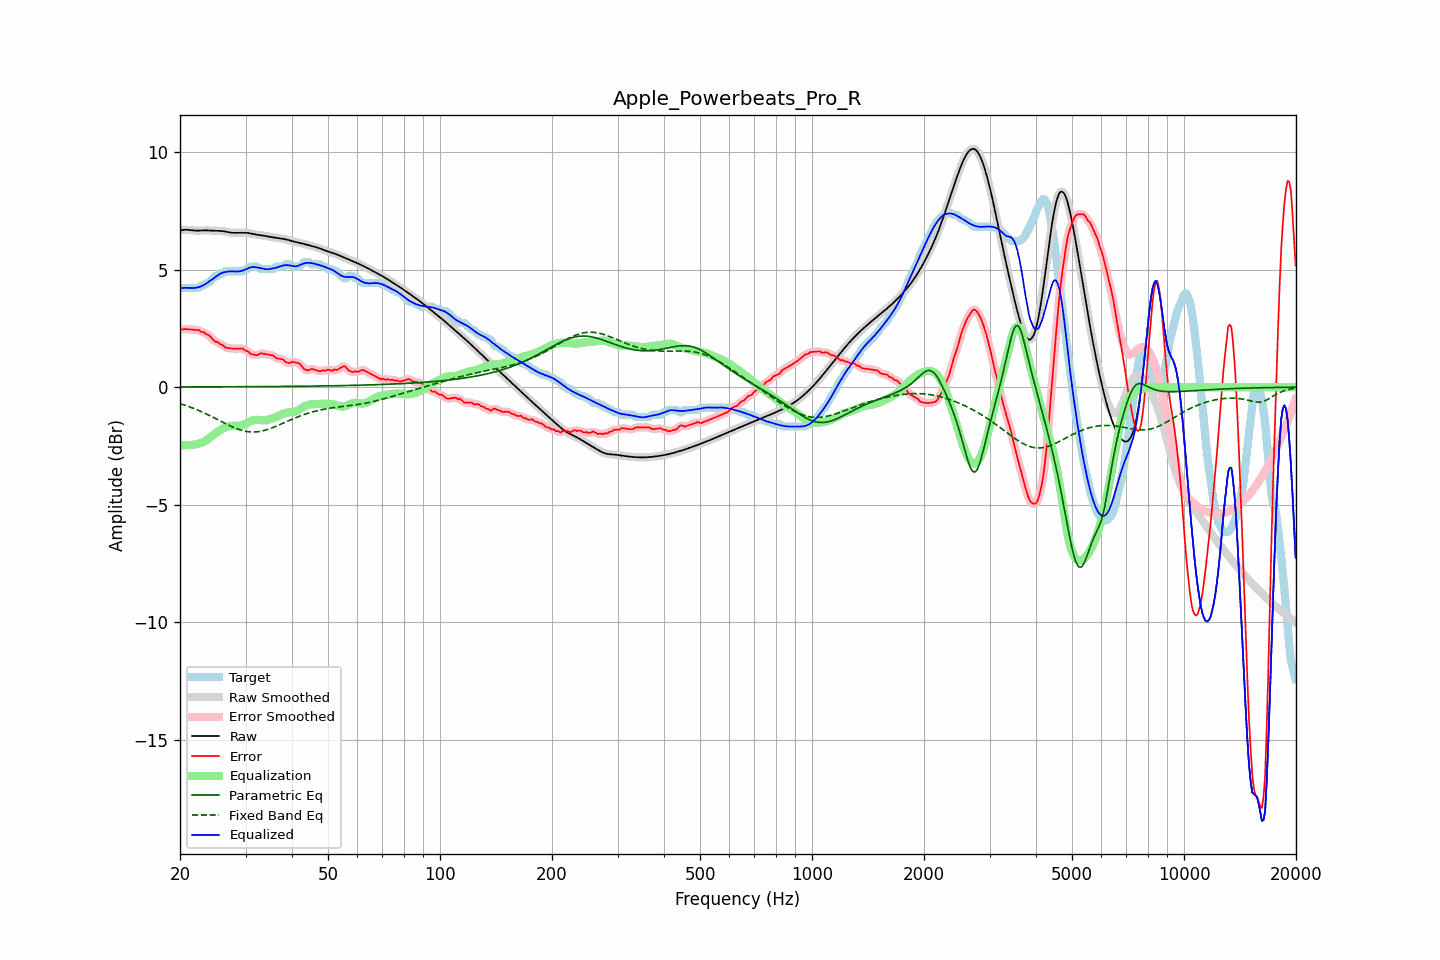 Apple_Powerbeats_Pro_R
Amplitude (dBr)
10
5
0
−5
−10
−15
Target
Raw Smoothed
Error Smoothed
Raw
Error
Equalization
Parametric Eq
Fixed Band Eq
Equalized
20 50 100 200 500 1000 2000 5000 10000 20000
Frequency (Hz)